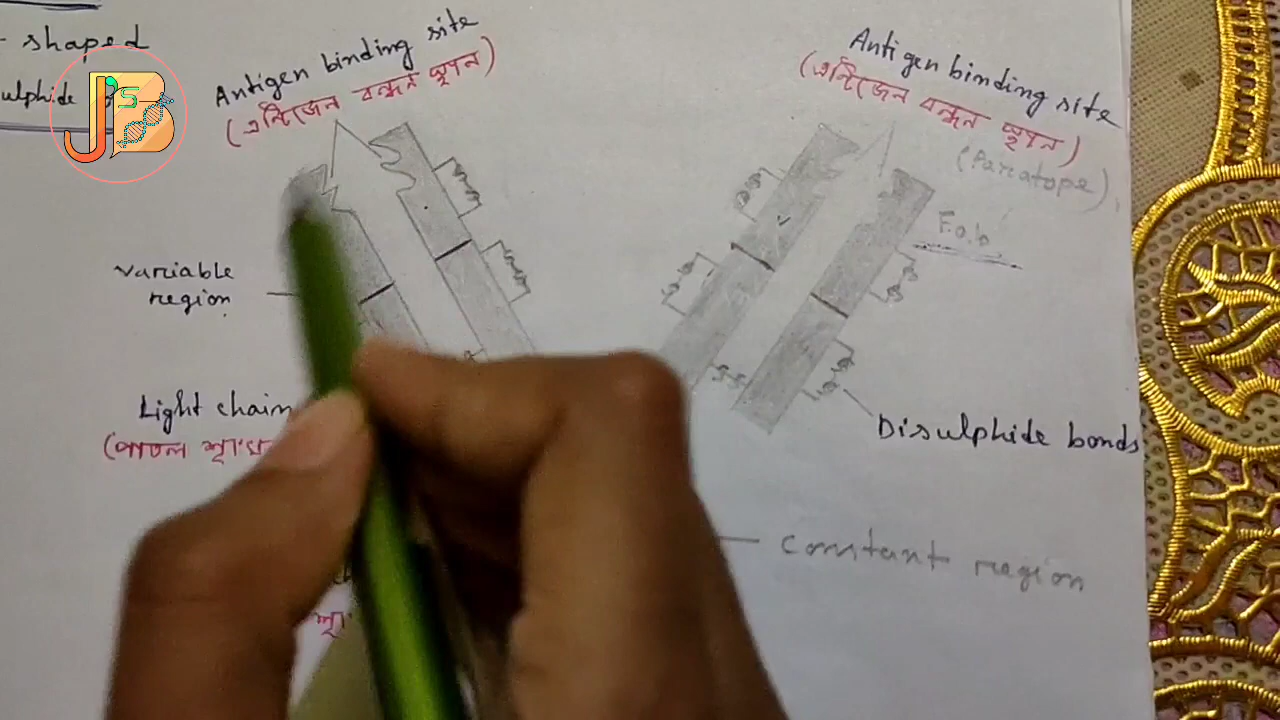 shaped
ulphide B
J'S B
Antigen binding site
(এন্টিজেন বন্ধন স্থান)
Antigen binding site
(এন্টিজেন বন্ধন স্থান)
(Paratope)
Fab
variable
region
Light chain
(পাতল শৃ
Disulphide bonds
constant region
শৃ